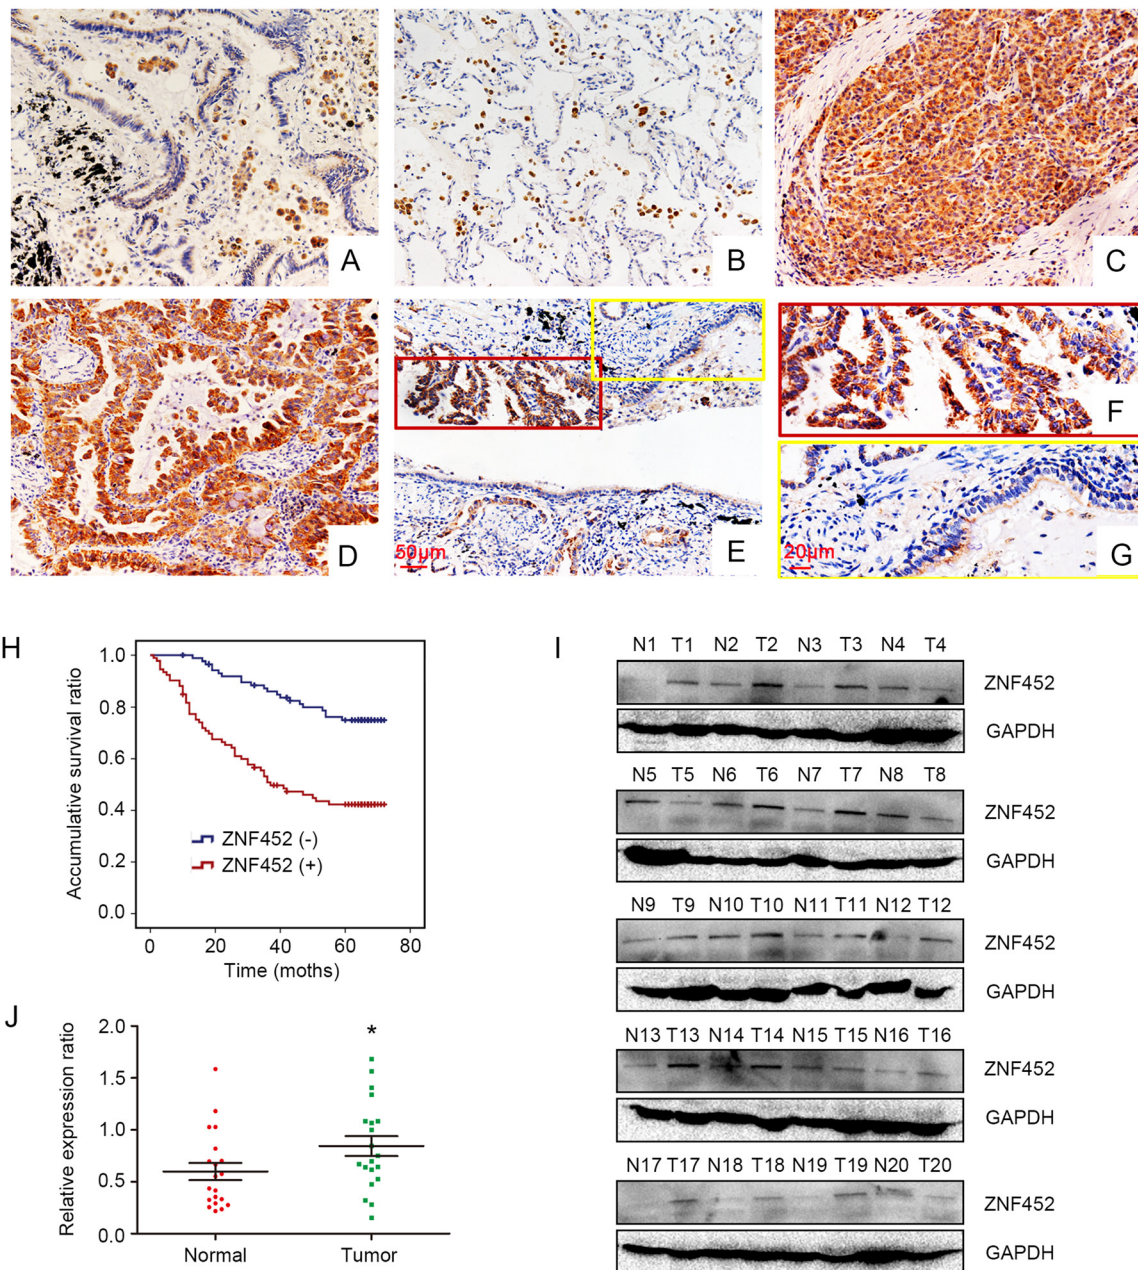 A
B
C
D
50µm
E
F
20µm
G
H
1.0
0.8
0.6
0.4
0.2
0.0
Accumulative survival ratio
ZNF452 (-)
ZNF452 (+)
0 20 40 60 80
Time (moths)
I
N1 T1 N2 T2 N3 T3 N4 T4
ZNF452
GAPDH
N5 T5 N6 T6 N7 T7 N8 T8
ZNF452
GAPDH
N9 T9 N10 T10 N11 T11 N12 T12
ZNF452
GAPDH
N13 T13 N14 T14 N15 T15 N16 T16
ZNF452
GAPDH
N17 T17 N18 T18 N19 T19 N20 T20
ZNF452
GAPDH
J
2.0
1.5
1.0
0.5
0.0
Relative expression ratio
*
Normal Tumor